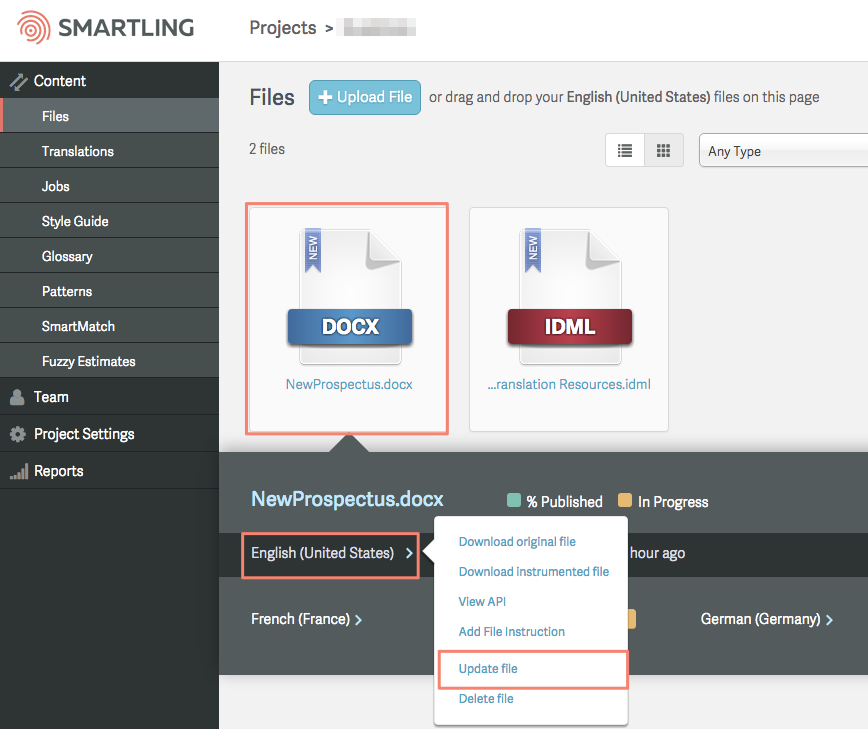 SMARTLING
Projects >
Content
Files
Translations
Jobs
Style Guide
Glossary
Patterns
SmartMatch
Fuzzy Estimates
Team
Project Settings
Reports
Files + Upload File or drag and drop your English (United States) files on this page
2 files
Any Type
NEW
DOCX
NewProspectus.docx
NEW
IDML
...ranslation Resources.idml
NewProspectus.docx
% Published In Progress
English (United States) >
hour ago
Download original file
Download instrumented file
View API
Add File Instruction
Update file
Delete file
French (France) >
German (Germany) >